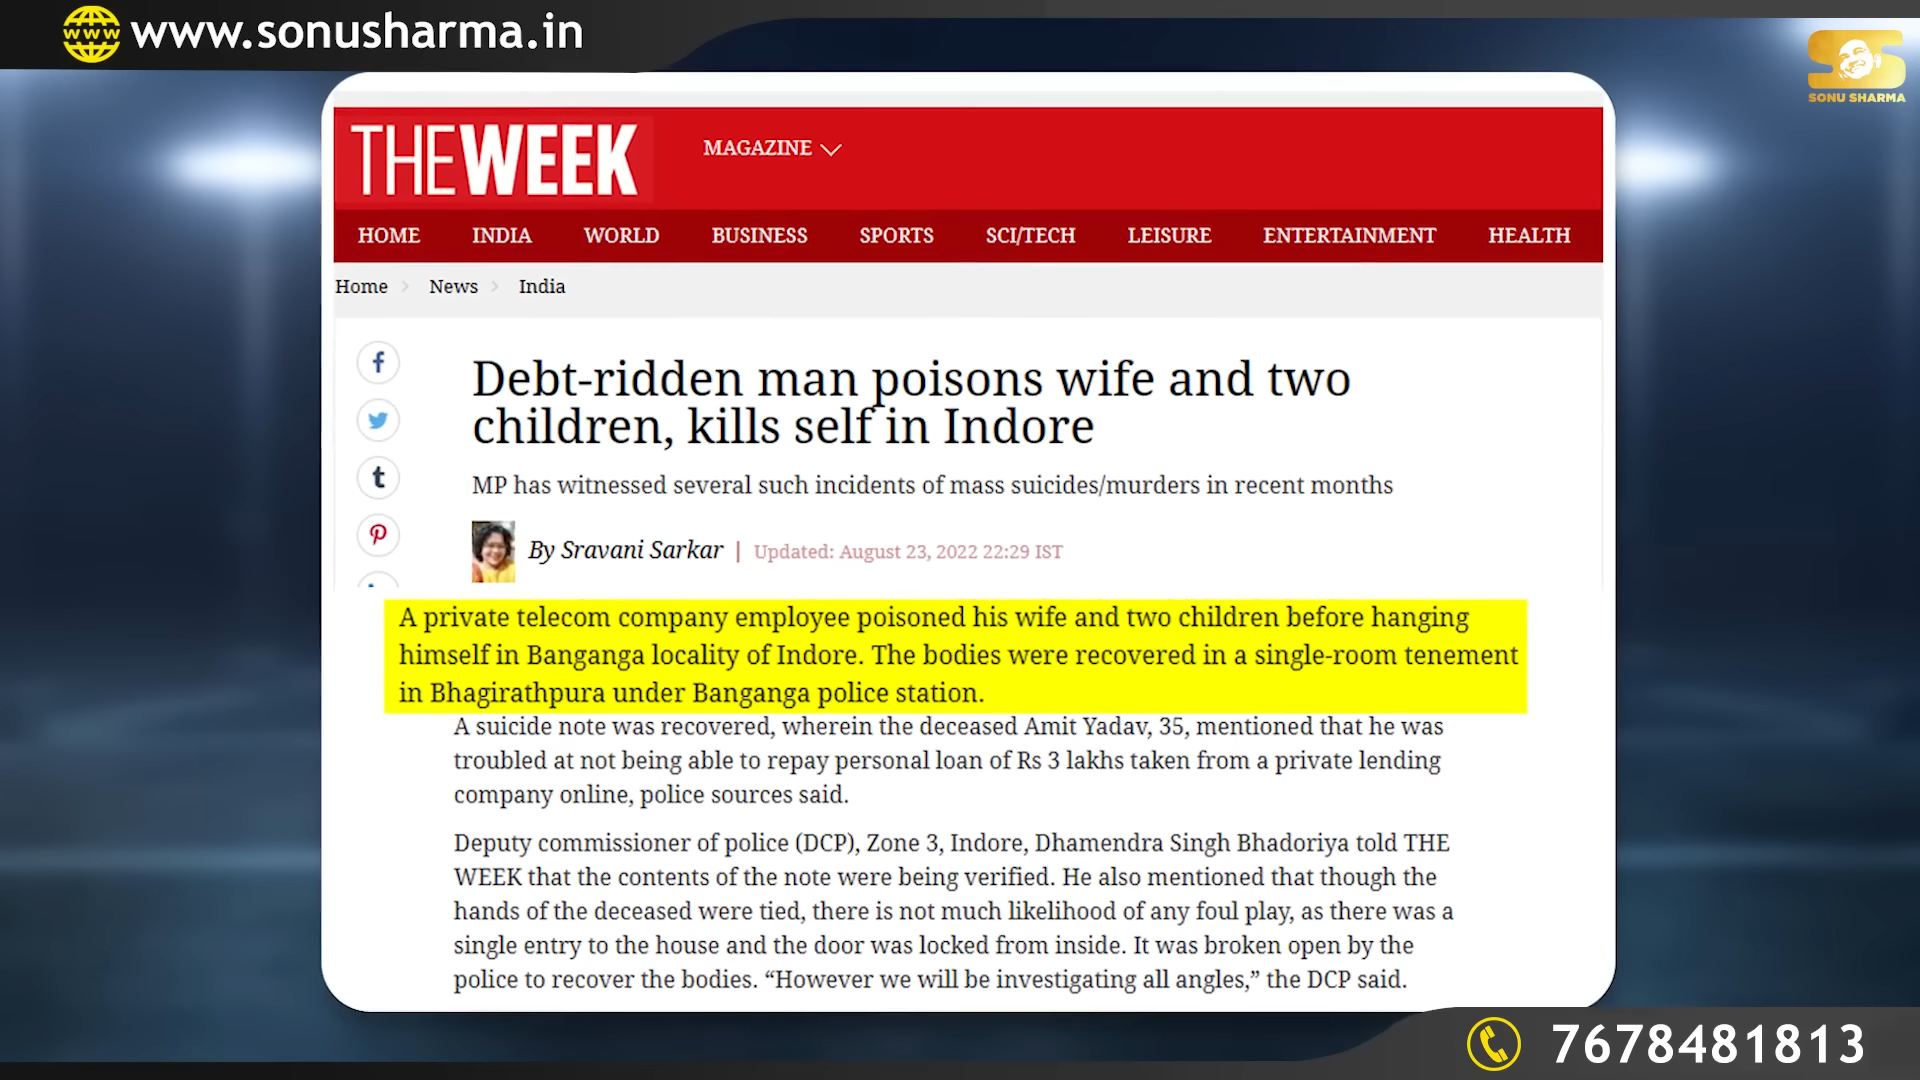 www.sonusharma.in
SONU SHARMA
THE WEEK
MAGAZINE
HOME INDIA WORLD BUSINESS SPORTS SCI/TECH LEISURE ENTERTAINMENT HEALTH
Home > News > India
Debt-ridden man poisons wife and two
children, kills self in Indore
MP has witnessed several such incidents of mass suicides/murders in recent months
By Sravani Sarkar | Updated: August 23, 2022 22:29 IST
A private telecom company employee poisoned his wife and two children before hanging
himself in Banganga locality of Indore. The bodies were recovered in a single-room tenement
in Bhagirathpura under Banganga police station.
A suicide note was recovered, wherein the deceased Amit Yadav, 35, mentioned that he was
troubled at not being able to repay personal loan of Rs 3 lakhs taken from a private lending
company online, police sources said.
Deputy commissioner of police (DCP), Zone 3, Indore, Dhamendra Singh Bhadoriya told THE
WEEK that the contents of the note were being verified. He also mentioned that though the
hands of the deceased were tied, there is not much likelihood of any foul play, as there was a
single entry to the house and the door was locked from inside. It was broken open by the
police to recover the bodies. “However we will be investigating all angles,” the DCP said.
7678481813